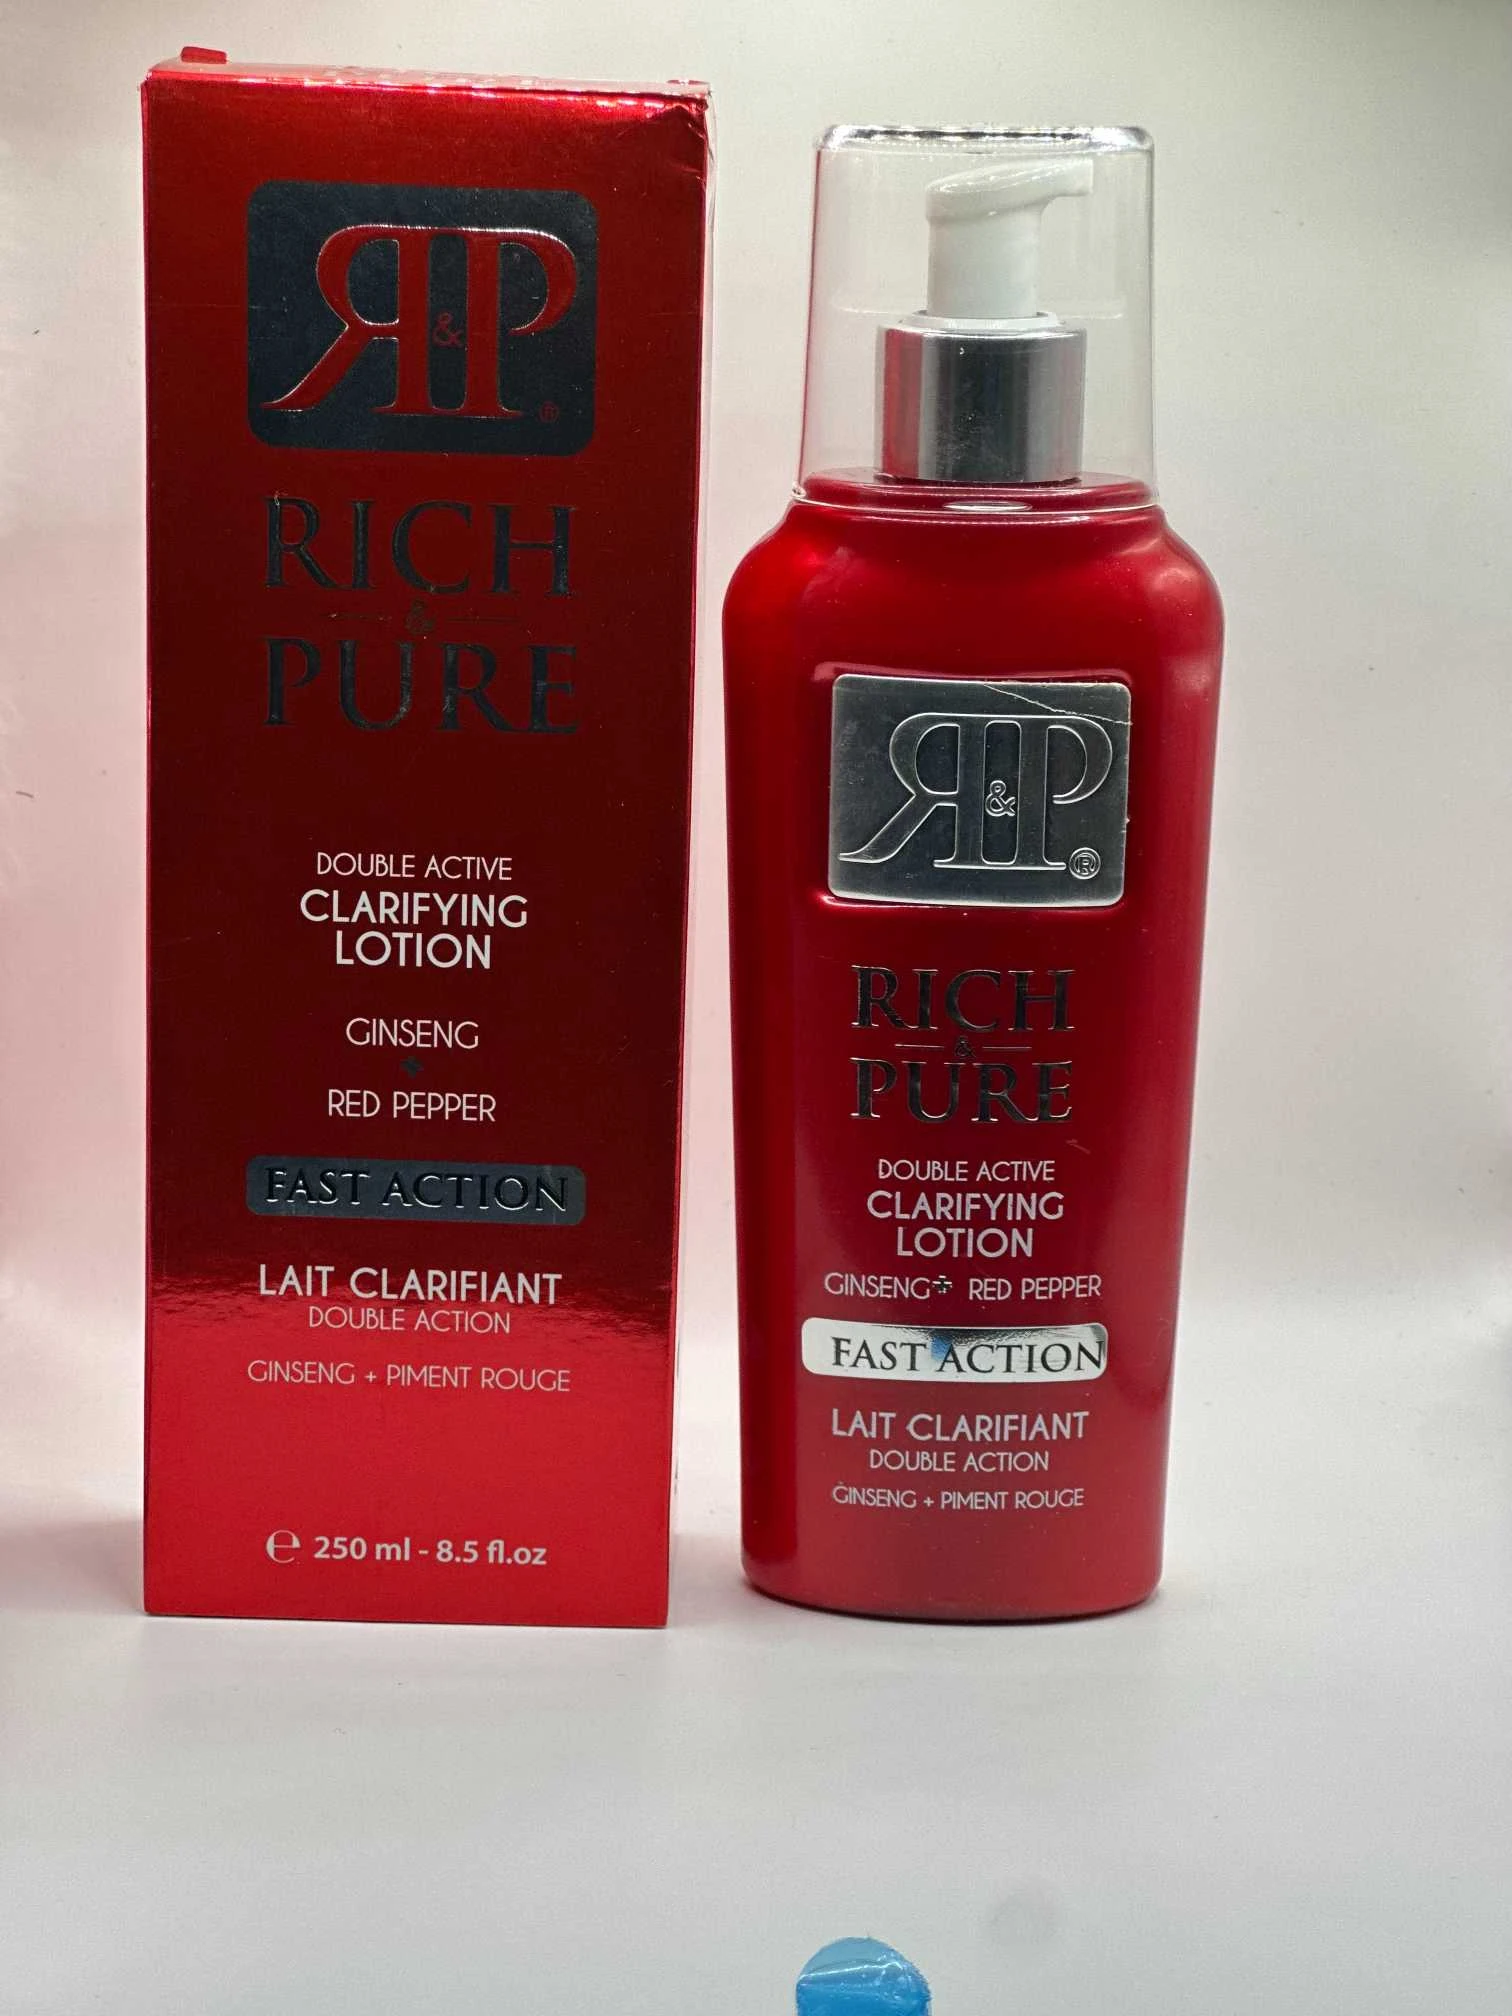 R&P®
RICH
&
PURE
DOUBLE ACTIVE
CLARIFYING
LOTION
GINSENG
+
RED PEPPER
FAST ACTION
LAIT CLARIFIANT
DOUBLE ACTION
GINSENG + PIMENT ROUGE
e 250 ml - 8.5 fl.oz
R&P®
RICH
&
PURE
DOUBLE ACTIVE
CLARIFYING
LOTION
GINSENG + RED PEPPER
FAST ACTION
LAIT CLARIFIANT
DOUBLE ACTION
GINSENG + PIMENT ROUGE